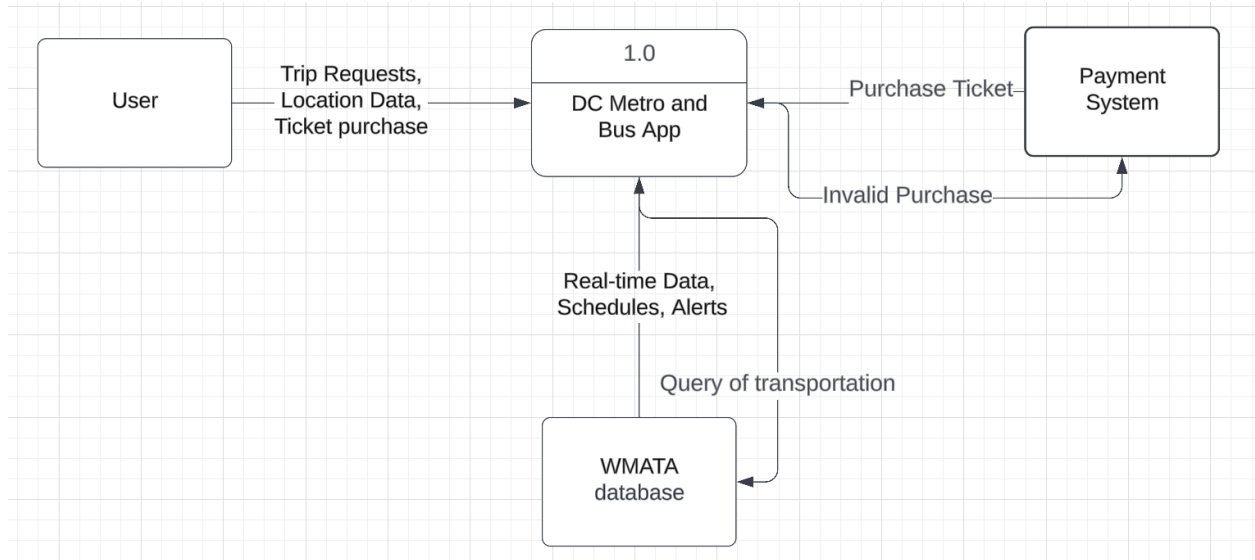 User
Trip Requests,
Location Data,
Ticket purchase
1.0
DC Metro and
Bus App
Purchase Ticket
Payment
System
Invalid Purchase
Real-time Data,
Schedules, Alerts
Query of transportation
WMATA
database